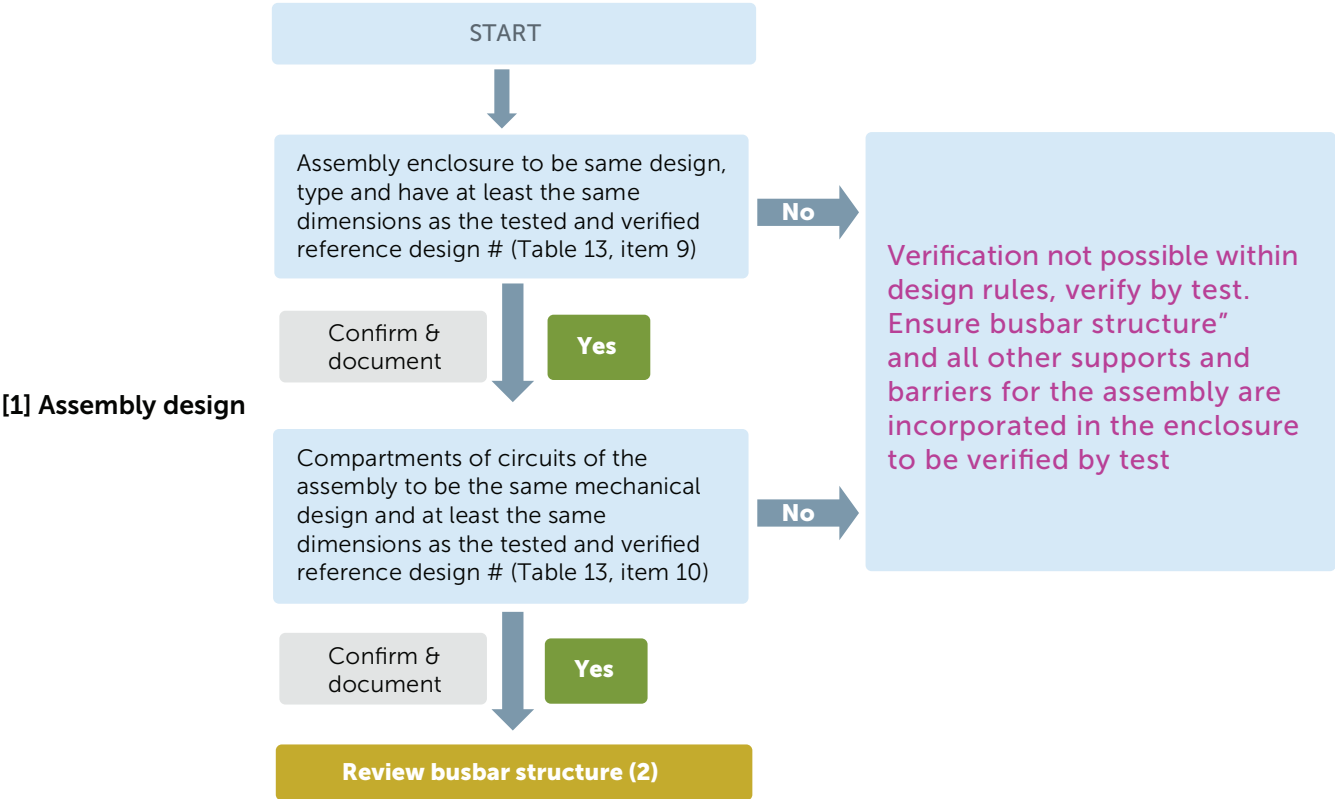 START
Assembly enclosure to be same design,
type and have at least the same
dimensions as the tested and verified
reference design # (Table 13, item 9)
No
Verification not possible within
design rules, verify by test.
Ensure busbar structure”
and all other supports and
barriers for the assembly are
incorporated in the enclosure
to be verified by test
Confirm &
document
Yes
[1] Assembly design
Compartments of circuits of the
assembly to be the same mechanical
design and at least the same
dimensions as the tested and verified
reference design # (Table 13, item 10)
No
Confirm &
document
Yes
Review busbar structure (2)